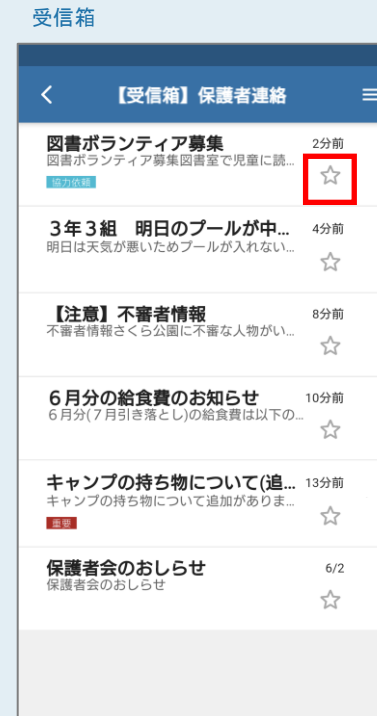 受信箱
【受信箱】保護者連絡
図書ボランティア募集 2分前
図書ボランティア募集図書室で児童に読...
協力依頼
３年３組　明日のプールが中... 4分前
明日は天気が悪いためプールが入れない...
【注意】不審者情報 8分前
不審者情報さくら公園に不審な人物がい...
６月分の給食費のお知らせ 10分前
６月分(７月引き落とし)の給食費は以下の...
キャンプの持ち物について(追... 13分前
キャンプの持ち物について追加がありま...
重要
保護者会のおしらせ 6/2
保護者会のおしらせ